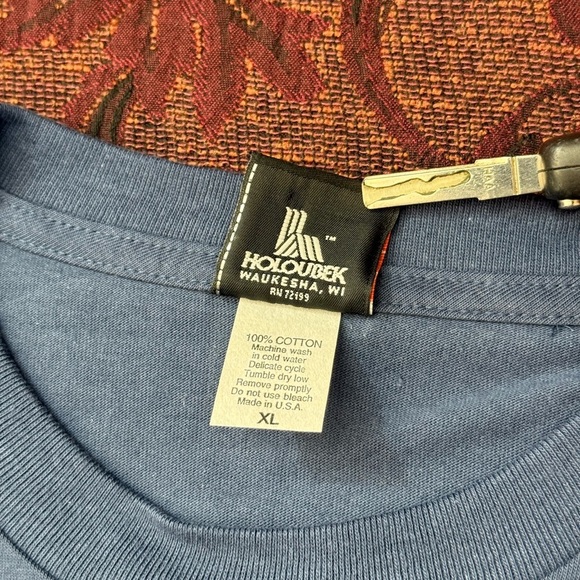 ™
HOLOUBEK
WAUKESHA, WI
RN 72199
100% COTTON
Machine wash
in cold water
Delicate cycle
Tumble dry low
Remove promptly
Do not use bleach
Made in U.S.A.
XL